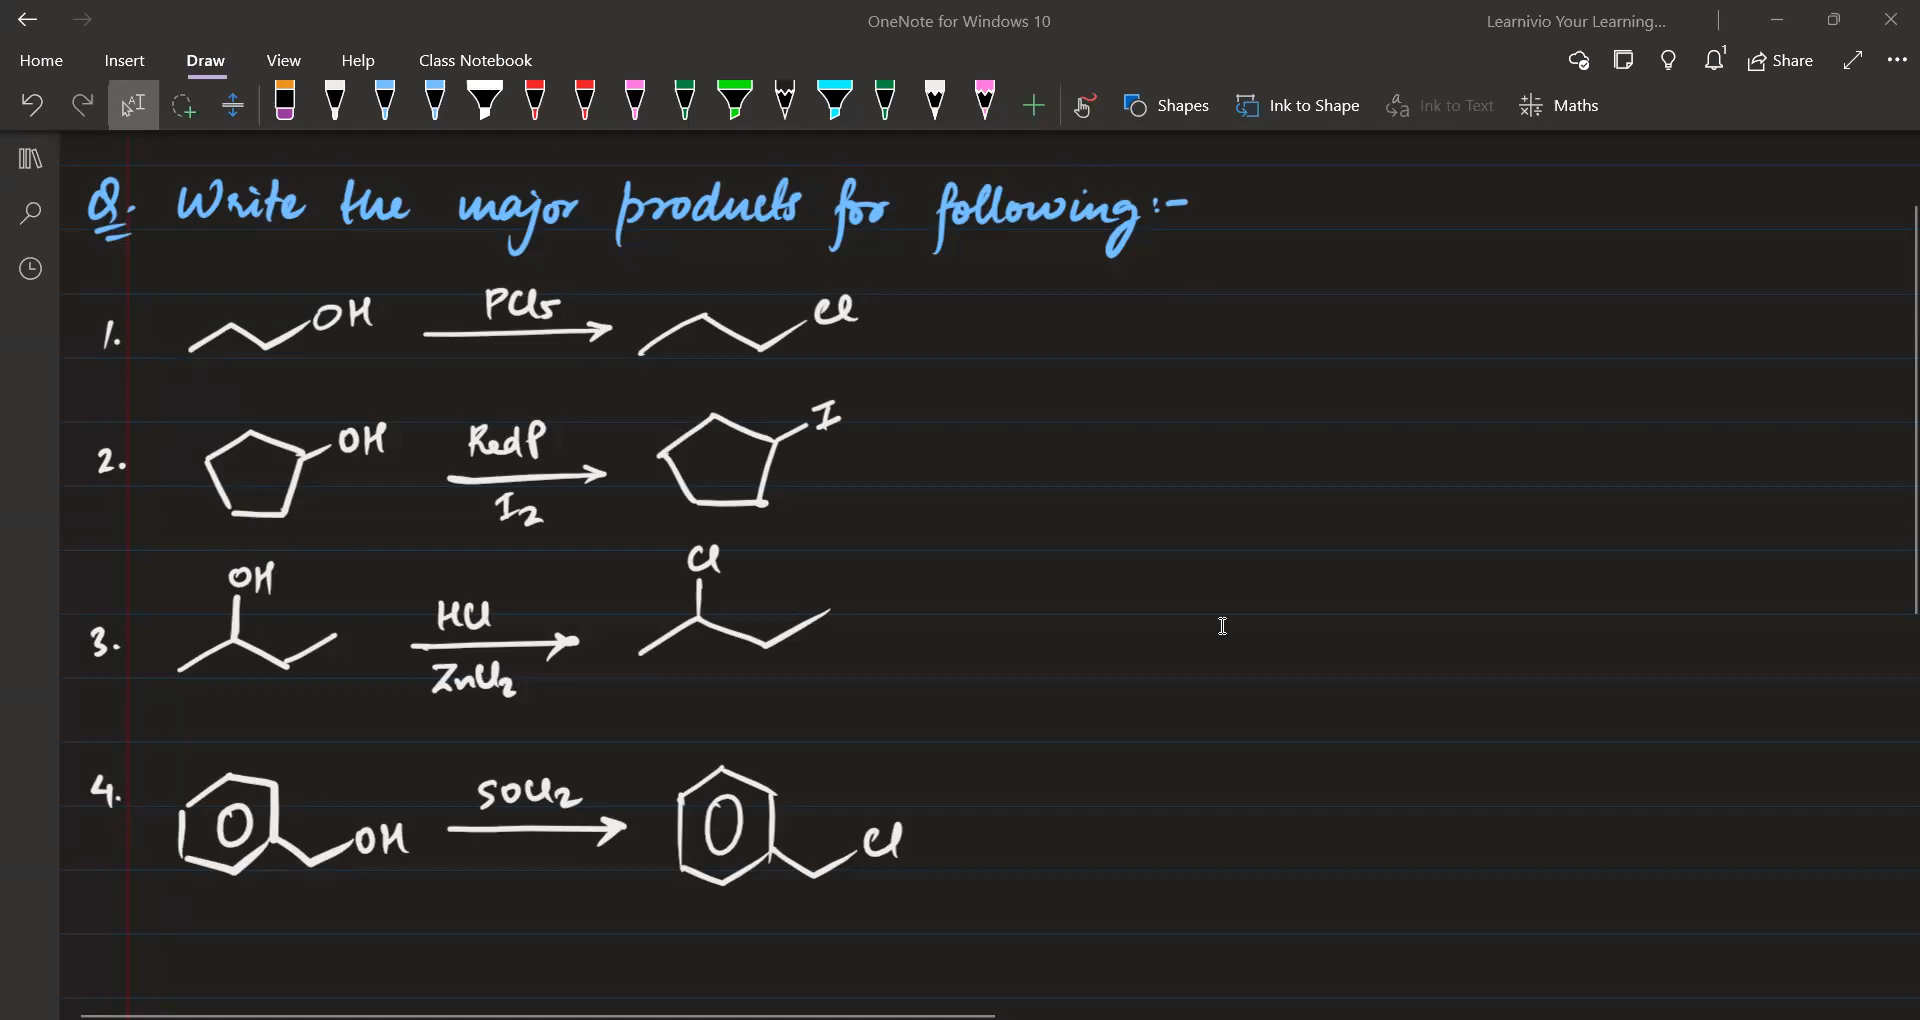 OneNote for Windows 10
Learnivio Your Learning...
Home Insert Draw View Help Class Notebook
1 Share
Shapes Ink to Shape Ink to Text Maths
Q. Write the major products for following:-
1. OH PCl5 Cl
2. OH Red P I2 I
3. OH HCl ZnCl2 Cl
4. OH SOCl2 Cl